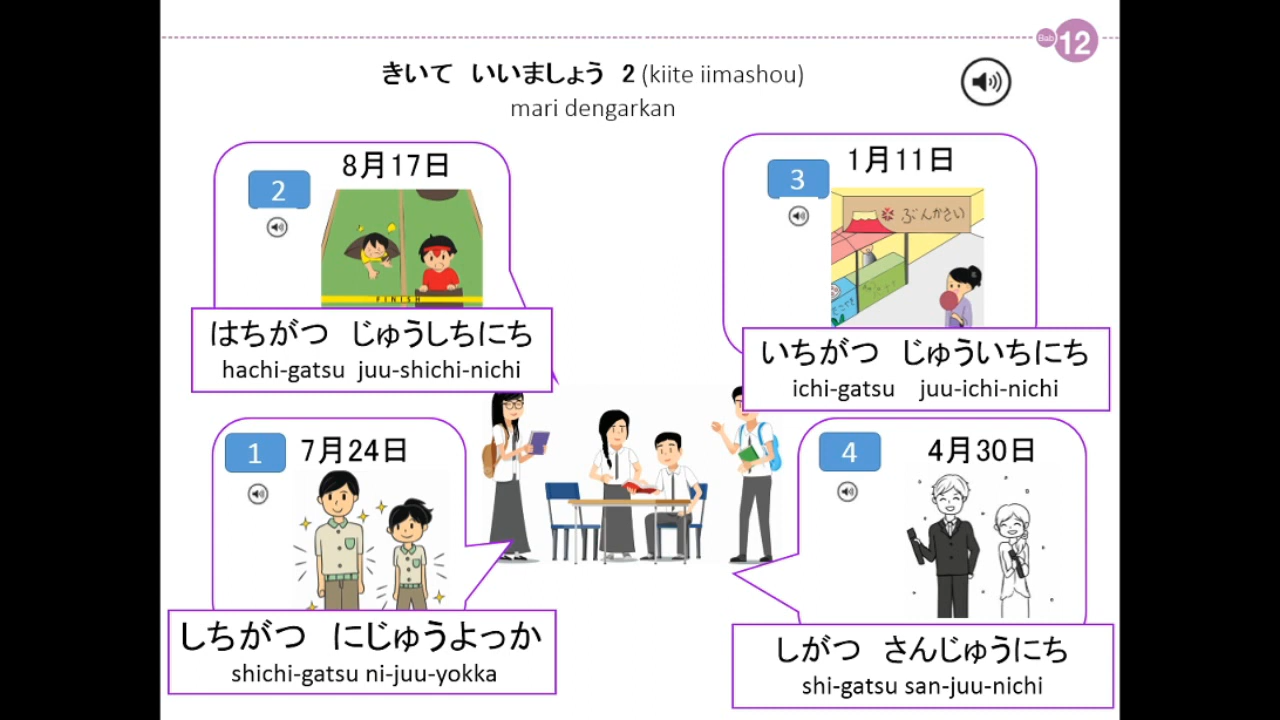 Bab 12
きいて いいましょう 2 (kiite iimashou)
mari dengarkan
2
8月17日
FINISH
はちがつ じゅうしちにち
hachi-gatsu juu-shichi-nichi
3
1月11日
ぶんかさい
いちがつ じゅういちにち
ichi-gatsu juu-ichi-nichi
1
7月24日
しちがつ にじゅうよっか
shichi-gatsu ni-juu-yokka
4
4月30日
しがつ さんじゅうにち
shi-gatsu san-juu-nichi